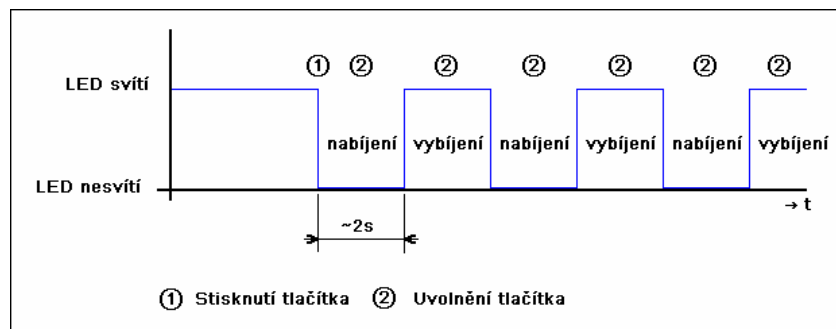 ① ② ② ② ② ② ②
LED svítí
nabíjení vybíjení nabíjení vybíjení nabíjení vybíjení
LED nesvítí
→ t
~2s
① Stisknutí tlačítka ② Uvolnění tlačítka